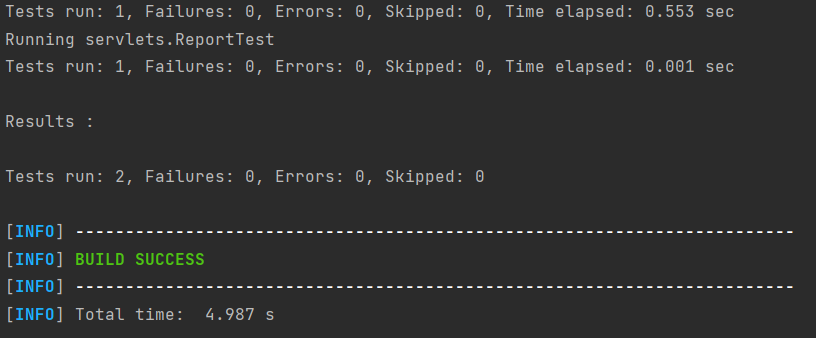 Tests run: 1, Failures: 0, Errors: 0, Skipped: 0, Time elapsed: 0.553 sec
Running servlets.ReportTest
Tests run: 1, Failures: 0, Errors: 0, Skipped: 0, Time elapsed: 0.001 sec
Results :
Tests run: 2, Failures: 0, Errors: 0, Skipped: 0
[INFO] ------------------------------------------------------------------------
[INFO] BUILD SUCCESS
[INFO] ------------------------------------------------------------------------
[INFO] Total time:  4.987 s